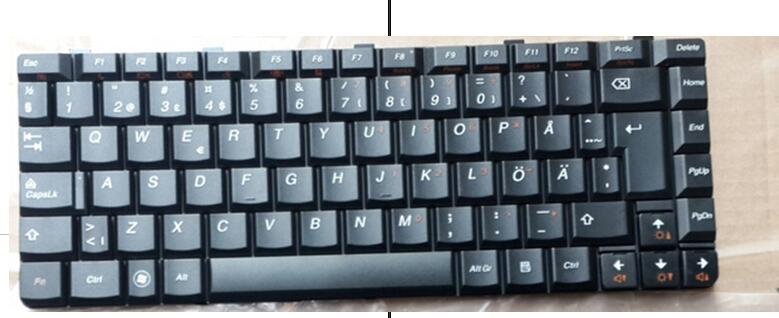 Esc F1 F2 F3 F4 F5 F6 F7 F8 F9 F10 F11 F12 PrtSc Delete
½ ! " # ¤ % & / ( ) = ? ` Home
§ 1 2 @ 3 £ 4 $ 5 6 7 { 8 [ 9 ] 0 } + \ ´
Q W E € R T Y U I O P Å ^ ¨ ~ End
CapsLk A S D F G H J K L Ö Ä * ' PgUp
> < | Z X C V B N M ; , : . _ - PgDn
Fn Ctrl Alt Alt Gr Ctrl